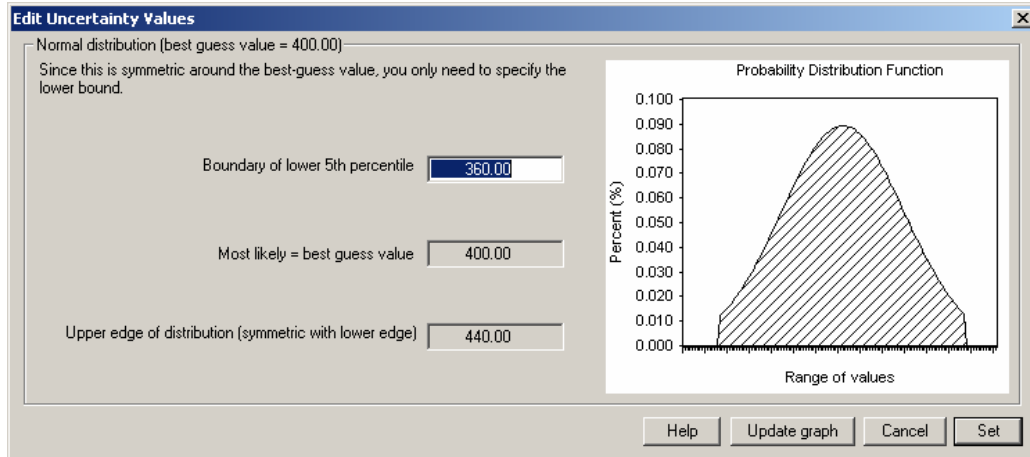 Edit Uncertainty Values
Normal distribution (best guess value = 400.00)
Since this is symmetric around the best-guess value, you only need to specify the
lower bound.
Boundary of lower 5th percentile
360.00
Most likely = best guess value
400.00
Upper edge of distribution (symmetric with lower edge)
440.00
Probability Distribution Function
0.100
0.090
0.080
0.070
0.060
0.050
0.040
0.030
0.020
0.010
0.000
Percent (%)
Range of values
Help
Update graph
Cancel
Set